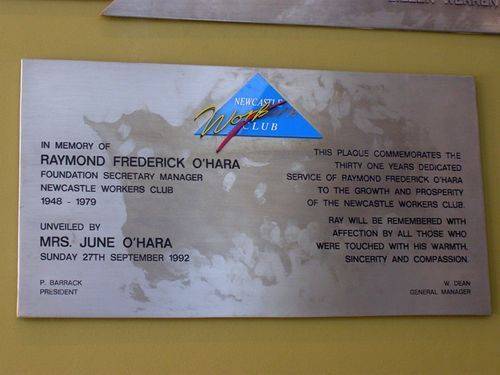 NEWCASTLE
Workers
CLUB
IN MEMORY OF
RAYMOND FREDERICK O'HARA
FOUNDATION SECRETARY MANAGER
NEWCASTLE WORKERS CLUB
1948 - 1979
UNVEILED BY
MRS. JUNE O'HARA
SUNDAY 27TH SEPTEMBER 1992
P. BARRACK
PRESIDENT
THIS PLAQUE COMMEMORATES THE
THIRTY ONE YEARS DEDICATED
SERVICE OF RAYMOND FREDERICK O'HARA
TO THE GROWTH AND PROSPERITY
OF THE NEWCASTLE WORKERS CLUB.
RAY WILL BE REMEMBERED WITH
AFFECTION BY ALL THOSE WHO
WERE TOUCHED WITH HIS WARMTH,
SINCERITY AND COMPASSION.
W. DEAN
GENERAL MANAGER